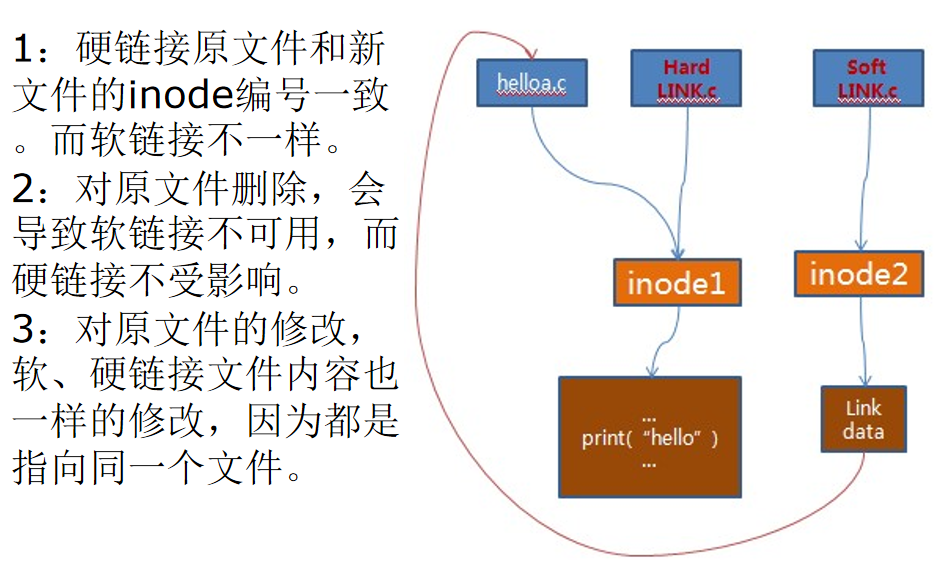 1：硬链接原文件和新
文件的inode编号一致
。而软链接不一样。
2：对原文件删除，会
导致软链接不可用，而
硬链接不受影响。
3：对原文件的修改，
软、硬链接文件内容也
一样的修改，因为都是
指向同一个文件。
helloa.c
Hard
LINK.c
Soft
LINK.c
inode1
inode2
...
print(“hello”)
...
Link
data